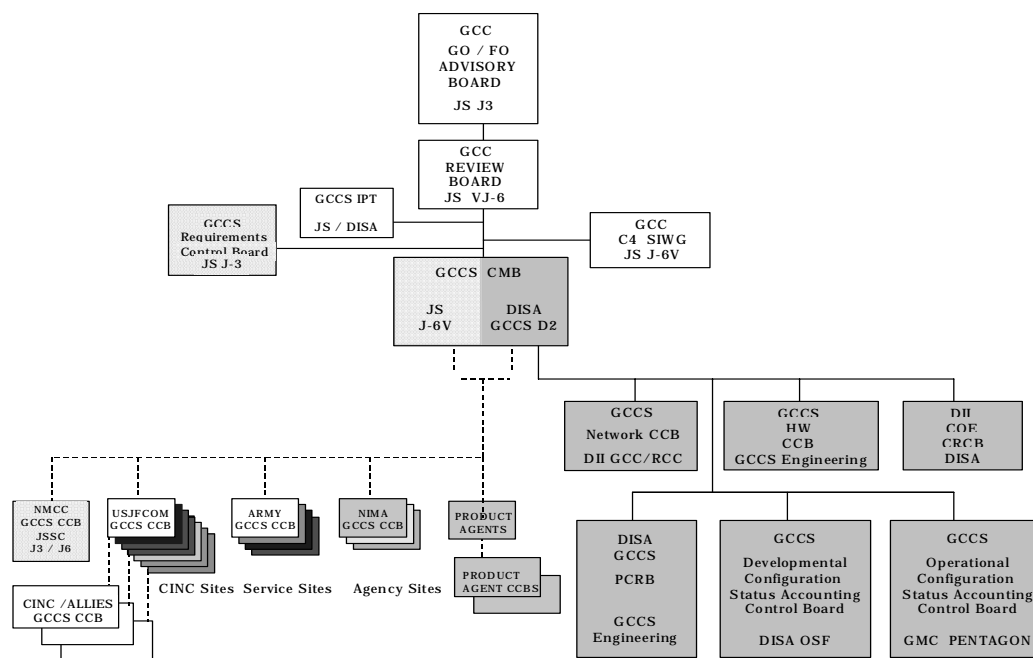 GCC
GO / FO
ADVISORY
BOARD
JS J3
GCC
REVIEW
BOARD
JS VJ-6
GCCS IPT
JS / DISA
GCCS
Requirements
Control Board
JS J-3
GCC
C4 SIWG
JS J-6V
GCCS CMB
JS
J-6V
DISA
GCCS D2
GCCS
Network CCB
DII GCC/RCC
GCCS
HW
CCB
GCCS Engineering
DII
COE
CRCB
DISA
NMCC
GCCS CCB
JSSC
J3 / J6
USJFCOM
GCCS CCB
ARMY
GCCS CCB
NIMA
GCCS CCB
PRODUCT
AGENTS
CINC Sites
Service Sites
Agency Sites
PRODUCT
AGENT CCBS
CINC /ALLIES
GCCS CCB
DISA
GCCS
PCRB
GCCS
Engineering
GCCS
Developmental
Configuration
Status Accounting
Control Board
DISA OSF
GCCS
Operational
Configuration
Status Accounting
Control Board
GMC PENTAGON